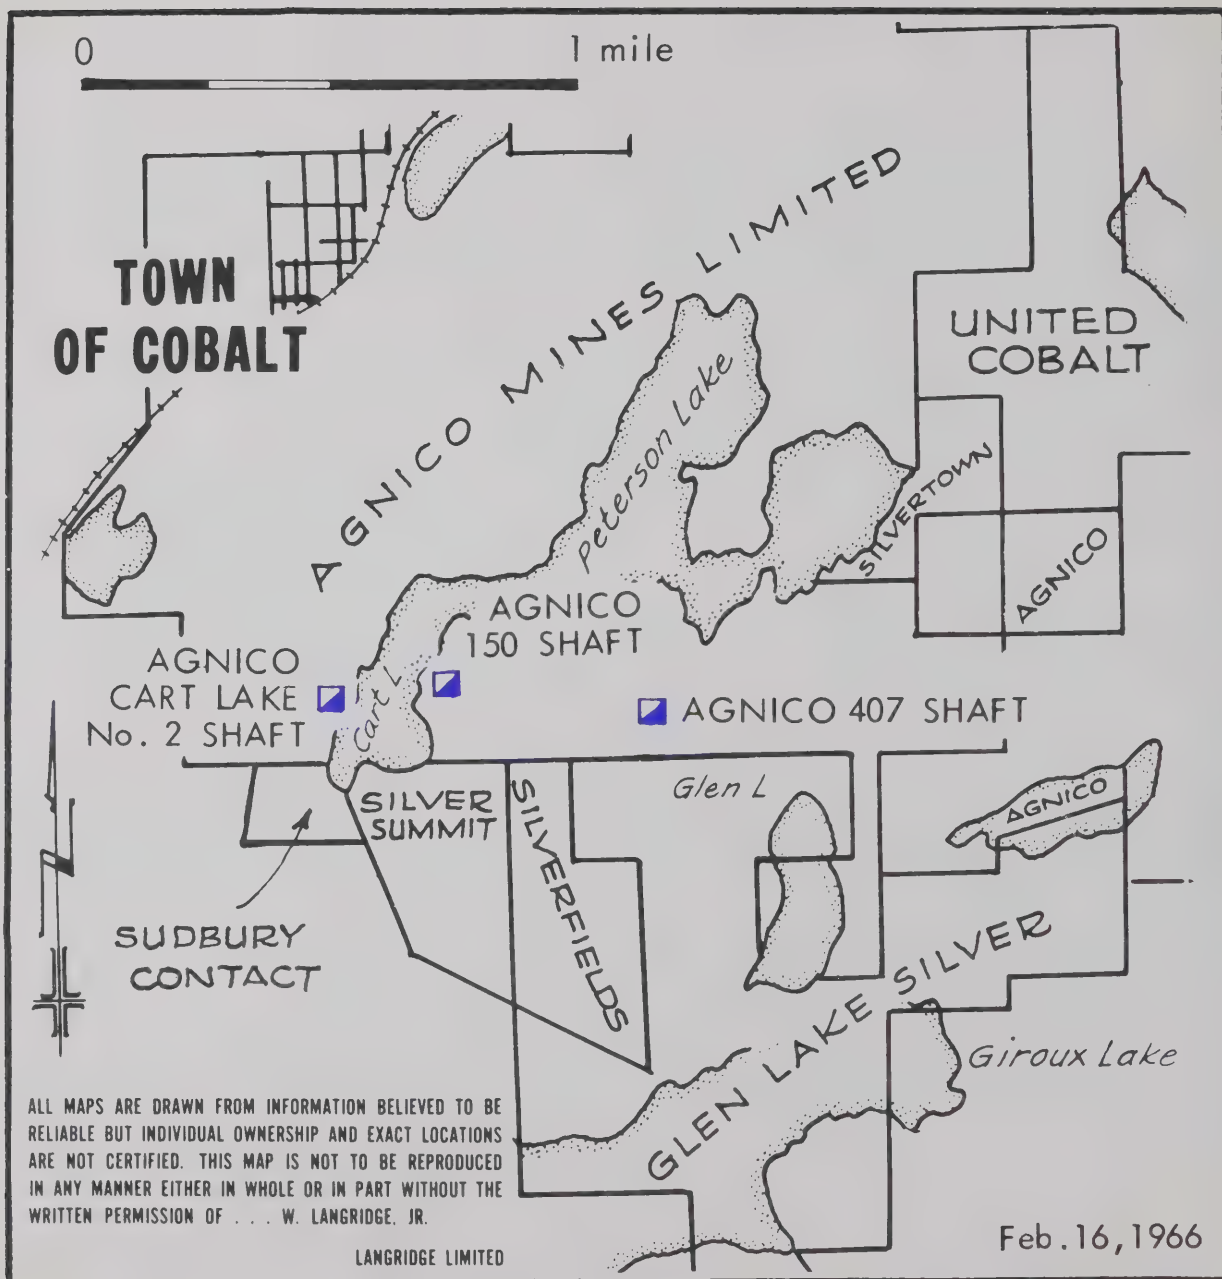 0 1 mile
TOWN
OF COBALT
AGNICO MINES LIMITED
UNITED
COBALT
Peterson Lake
SILVERTOWN
AGNICO
AGNICO
150 SHAFT
AGNICO
CART LAKE
No. 2 SHAFT
Cart L
AGNICO 407 SHAFT
Glen L
AGNICO
SILVER
SUMMIT
SILVERFIELDS
SUDBURY
CONTACT
GLEN LAKE SILVER
Giroux Lake
ALL MAPS ARE DRAWN FROM INFORMATION BELIEVED TO BE
RELIABLE BUT INDIVIDUAL OWNERSHIP AND EXACT LOCATIONS
ARE NOT CERTIFIED. THIS MAP IS NOT TO BE REPRODUCED
IN ANY MANNER EITHER IN WHOLE OR IN PART WITHOUT THE
WRITTEN PERMISSION OF . . . W. LANGRIDGE, JR.
LANGRIDGE LIMITED
Feb. 16, 1966